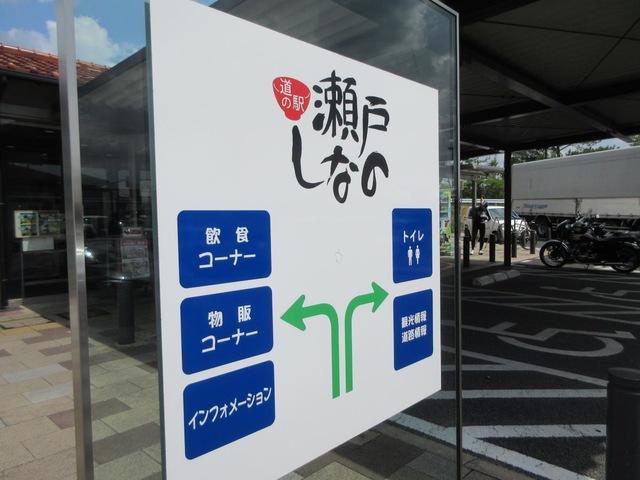 道
の駅
瀬戸
しなの
飲食
コーナー
物販
コーナー
インフォメーション
トイレ
観光情報
道路情報